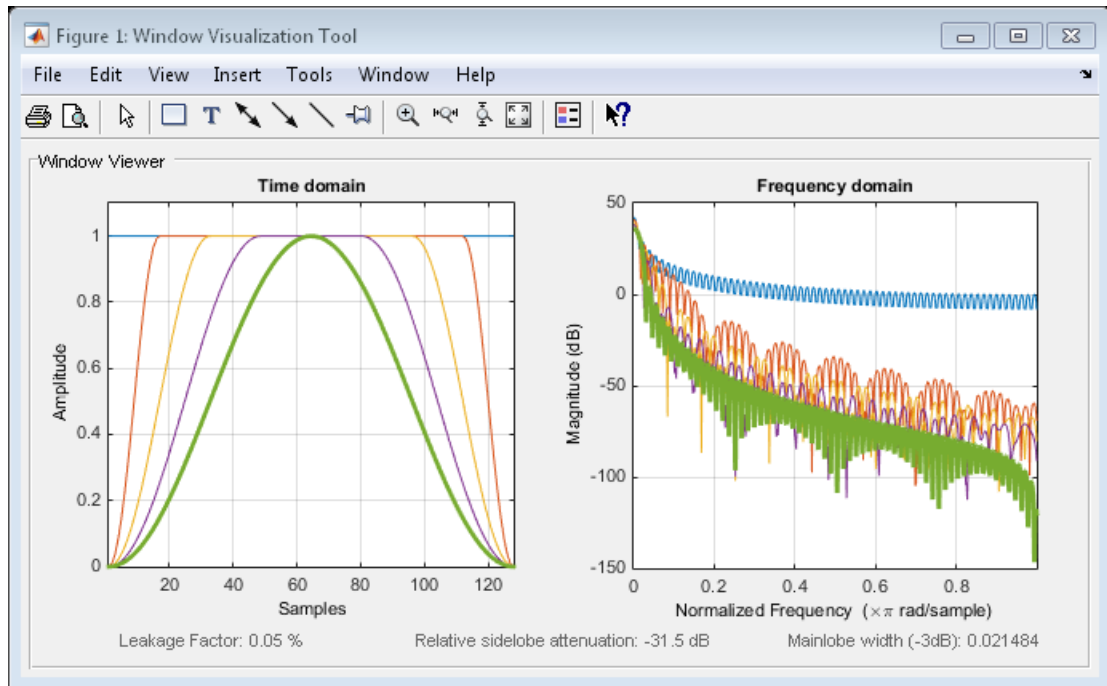 Figure 1: Window Visualization Tool
File Edit View Insert Tools Window Help
T
?
Window Viewer
Time domain
1
0.8
0.6
0.4
0.2
0
Amplitude
20 40 60 80 100 120
Samples
Frequency domain
50
0
-50
-100
-150
Magnitude (dB)
0 0.2 0.4 0.6 0.8
Normalized Frequency (×π rad/sample)
Leakage Factor: 0.05 % Relative sidelobe attenuation: -31.5 dB Mainlobe width (-3dB): 0.021484